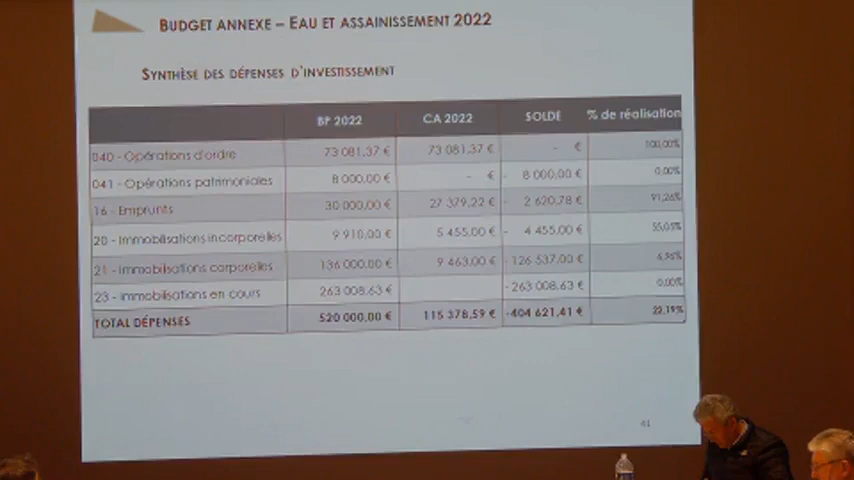 BUDGET ANNEXE – EAU ET ASSAINISSEMENT 2022
SYNTHÈSE DES DÉPENSES D'INVESTISSEMENT
BP 2022 CA 2022 SOLDE % de réalisation
040 - Opérations d'ordre 73 081,37 € 73 081,37 € - € 100,00%
041 - Opérations patrimoniales 8 000,00 € - € - 8 000,00 € 0,00%
16 - Emprunts 30 000,00 € 27 379,22 € - 2 620,78 € 91,26%
20 - Immobilisations incorporelles 9 910,00 € 5 455,00 € - 4 455,00 € 55,05%
21 - Immobilisations corporelles 136 000,00 € 9 463,00 € - 126 537,00 € 6,96%
23 - Immobilisations en cours 263 008,63 € - 263 008,63 € 0,00%
TOTAL DÉPENSES 520 000,00 € 115 378,59 € -404 621,41 € 22,19%
41